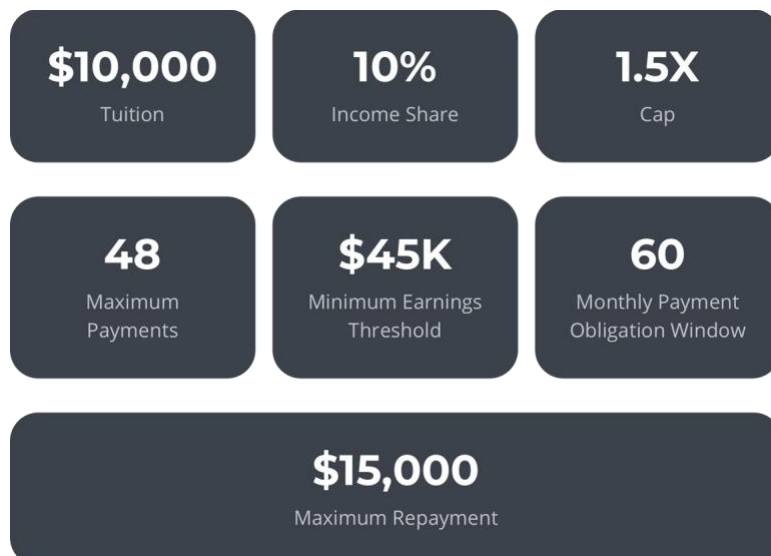 $10,000
Tuition
10%
Income Share
1.5X
Cap
48
Maximum
Payments
$45K
Minimum Earnings
Threshold
60
Monthly Payment
Obligation Window
$15,000
Maximum Repayment